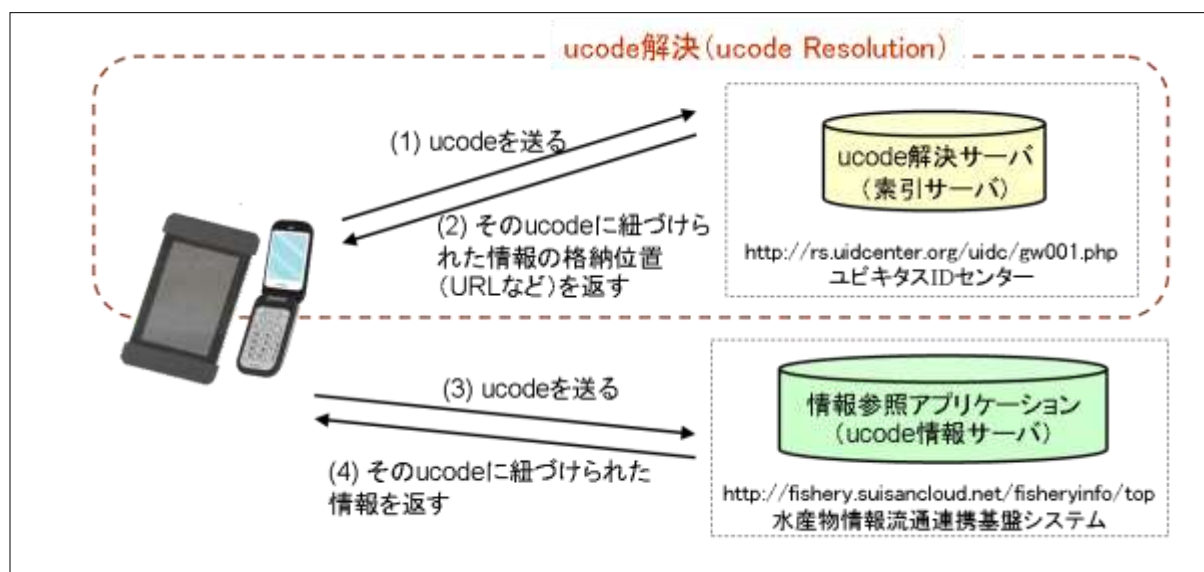 ucode解決(ucode Resolution)
(1) ucodeを送る
(2) そのucodeに紐づけら
れた情報の格納位置
(URLなど)を返す
ucode解決サーバ
(索引サーバ)
http://rs.uidcenter.org/uidc/gw001.php
ユビキタスIDセンター
(3) ucodeを送る
(4) そのucodeに紐づけられた
情報を返す
情報参照アプリケーション
(ucode情報サーバ)
http://fishery.suisancloud.net/fisheryinfo/top
水産物情報流通連携基盤システム